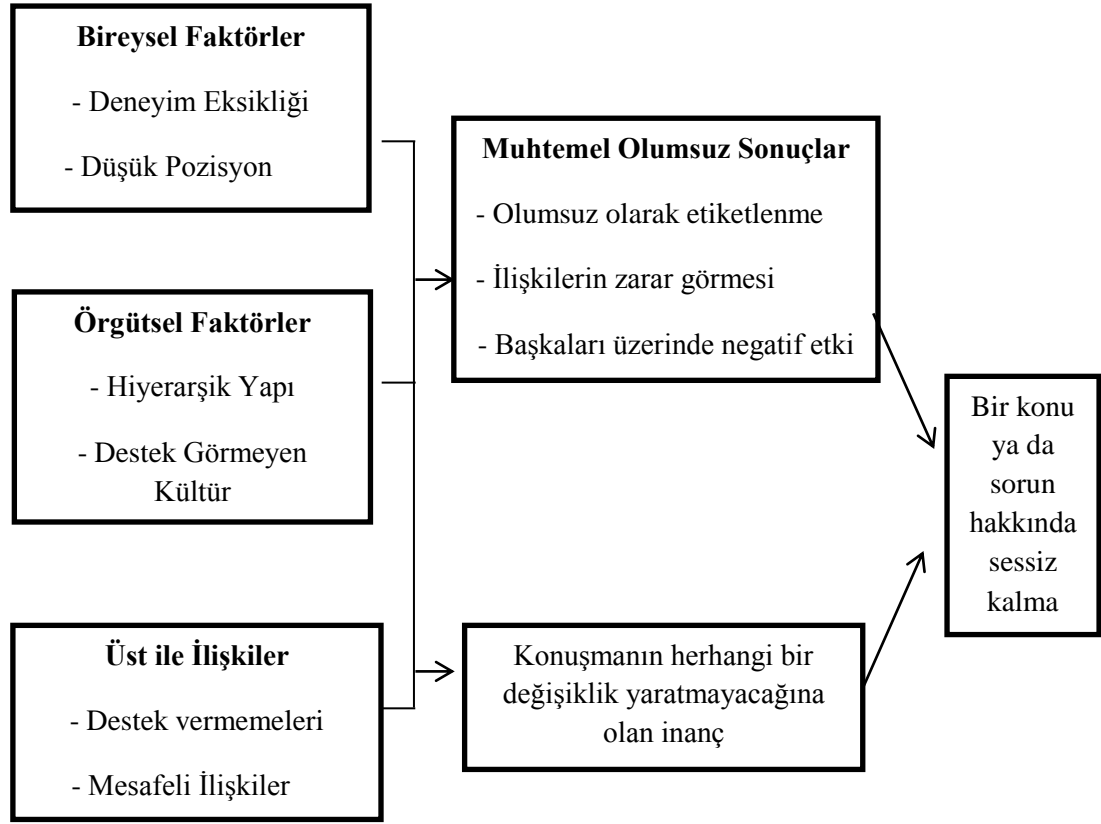 Bireysel Faktörler
- Deneyim Eksikliği
- Düşük Pozisyon
Örgütsel Faktörler
- Hiyerarşik Yapı
- Destek Görmeyen
Kültür
Üst ile İlişkiler
- Destek vermemeleri
- Mesafeli İlişkiler
Muhtemel Olumsuz Sonuçlar
- Olumsuz olarak etiketlenme
- İlişkilerin zarar görmesi
- Başkaları üzerinde negatif etki
Konuşmanın herhangi bir
değişiklik yaratmayacağına
olan inanç
Bir konu
ya da
sorun
hakkında
sessiz
kalma